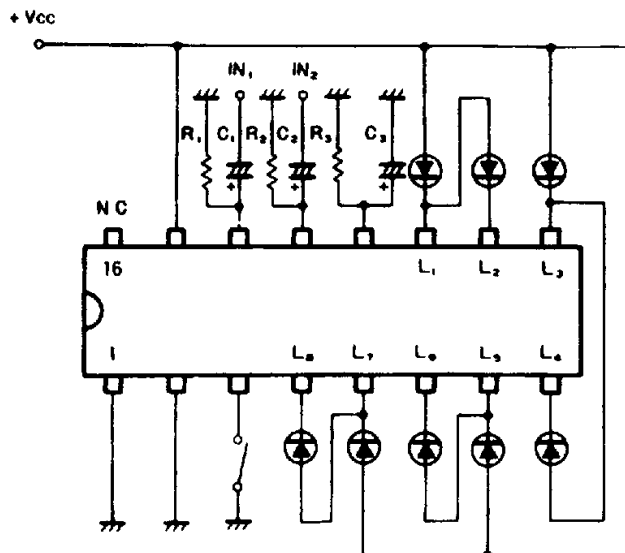 + Vcc
IN₁ IN₂
R₁ C₁ R₂ C₂ R₃ C₃
+ + +
NC
16 L₁ L₂ L₃
1 L₈ L₇ L₆ L₅ L₄